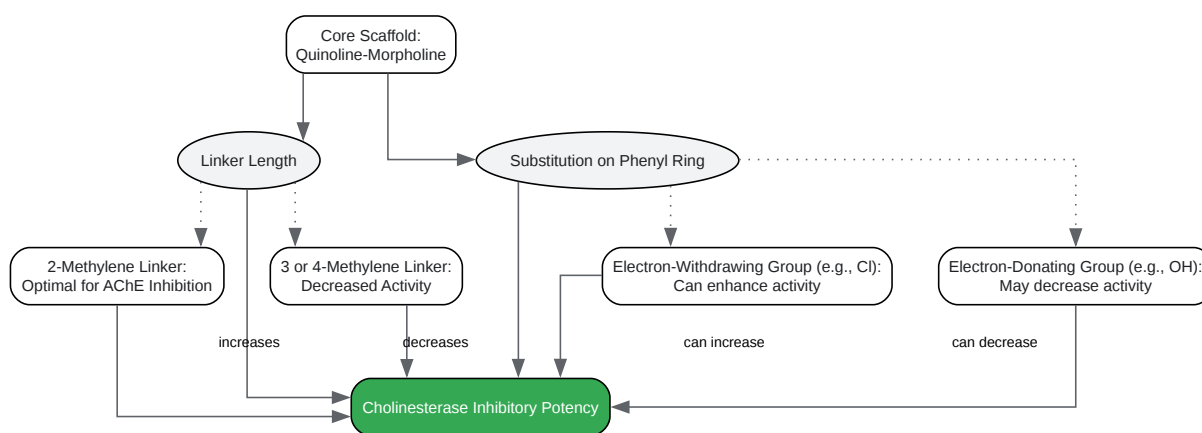 Core Scaffold:
Quinoline-Morpholine
Linker Length
Substitution on Phenyl Ring
2-Methylene Linker:
Optimal for AChE Inhibition
3 or 4-Methylene Linker:
Decreased Activity
Electron-Withdrawing Group (e.g., Cl):
Can enhance activity
Electron-Donating Group (e.g., OH):
May decrease activity
increases
decreases
can increase
can decrease
Cholinesterase Inhibitory Potency